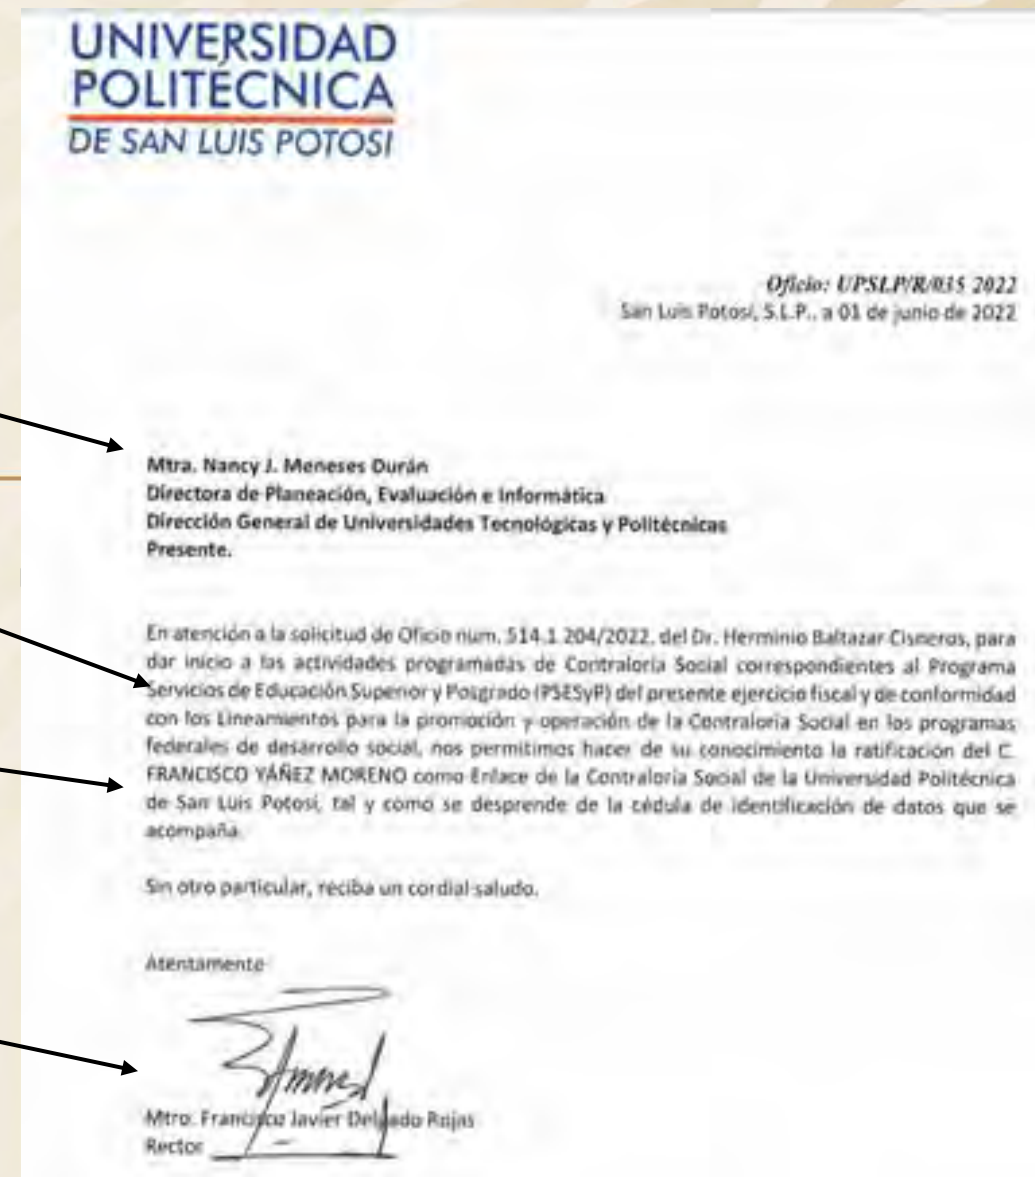 UNIVERSIDAD
POLITÉCNICA
DE SAN LUIS POTOSI
Oficio: UPSLP/R/035 2022
San Luis Potosí, S.L.P., a 01 de junio de 2022
Mtra. Nancy J. Meneses Durán
Directora de Planeación, Evaluación e Informática
Dirección General de Universidades Tecnológicas y Politécnicas
Presente.
En atención a la solicitud de Oficio num. 514.1.204/2022, del Dr. Herminio Baltazar Cisneros, para
dar inicio a las actividades programadas de Contraloría Social correspondientes al Programa
Servicios de Educación Superior y Posgrado (PSESyP) del presente ejercicio fiscal y de conformidad
con los Lineamientos para la promoción y operación de la Contraloría Social en los programas
federales de desarrollo social, nos permitimos hacer de su conocimiento la ratificación del C.
FRANCISCO YÁÑEZ MORENO como Enlace de la Contraloría Social de la Universidad Politécnica
de San Luis Potosí, tal y como se desprende de la cédula de identificación de datos que se
acompaña.
Sin otro particular, reciba un cordial saludo.
Atentamente
Mtro. Francisco Javier Delgado Rojas
Rector